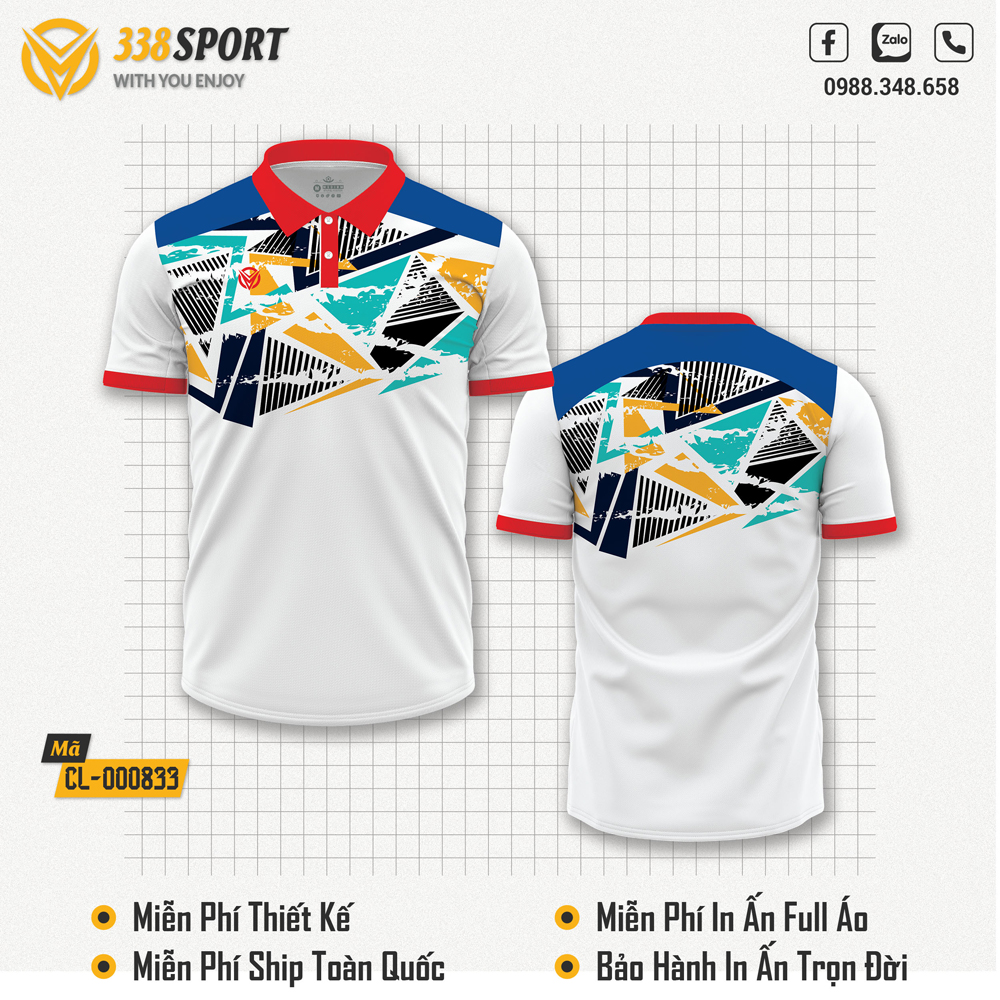 338SPORT
WITH YOU ENJOY
Zalo
0988.348.658
Mã
CL-000833
Miễn Phí Thiết Kế
Miễn Phí In Ấn Full Áo
Miễn Phí Ship Toàn Quốc
Bảo Hành In Ấn Trọn Đời